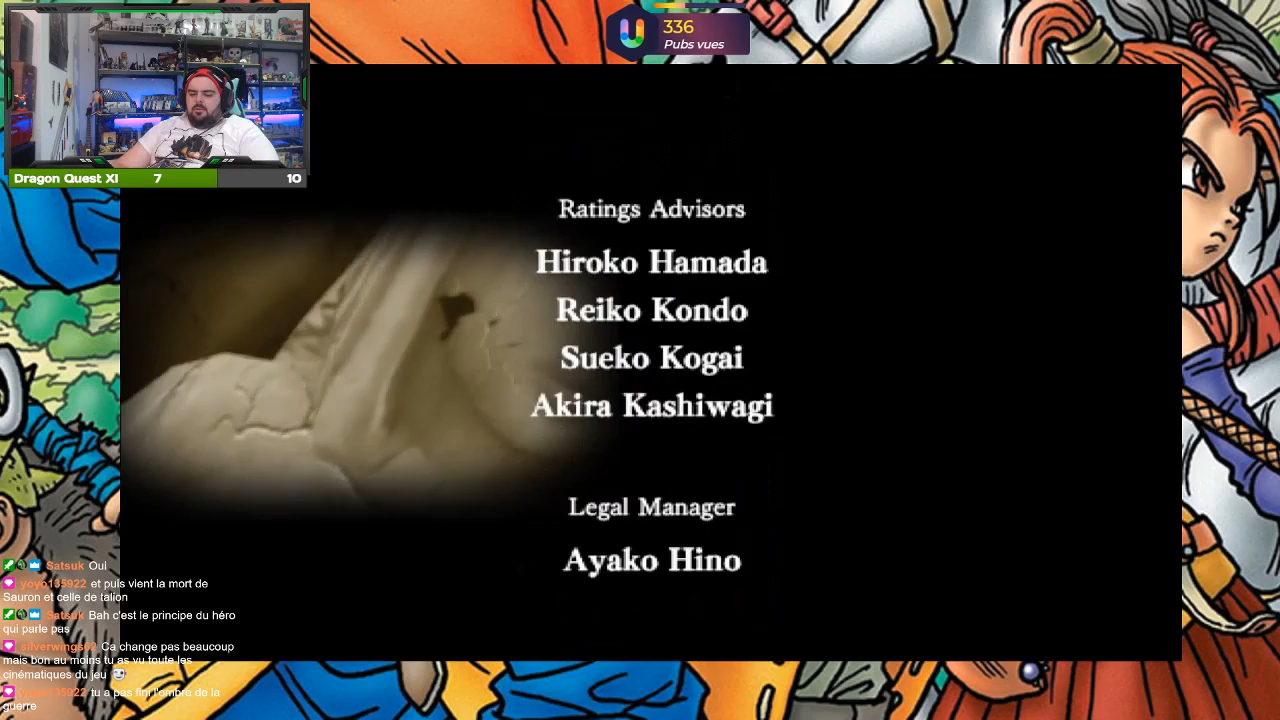 336
Pubs vues
Dragon Quest XI 7 10
Ratings Advisors
Hiroko Hamada
Reiko Kondo
Sueko Kogai
Akira Kashiwagi
Legal Manager
Ayako Hino
Satsuk Oui
yoyo135922 et puis vient la mort de
Sauron et celle de talion
Satsuk Bah c'est le principe du héro
qui parle pas
silverwings62 Ca change pas beaucoup
mais bon au moins tu as vu toute les
cinématiques du jeu
yoyo135922 tu a pas fini l'ombre de la
guerre